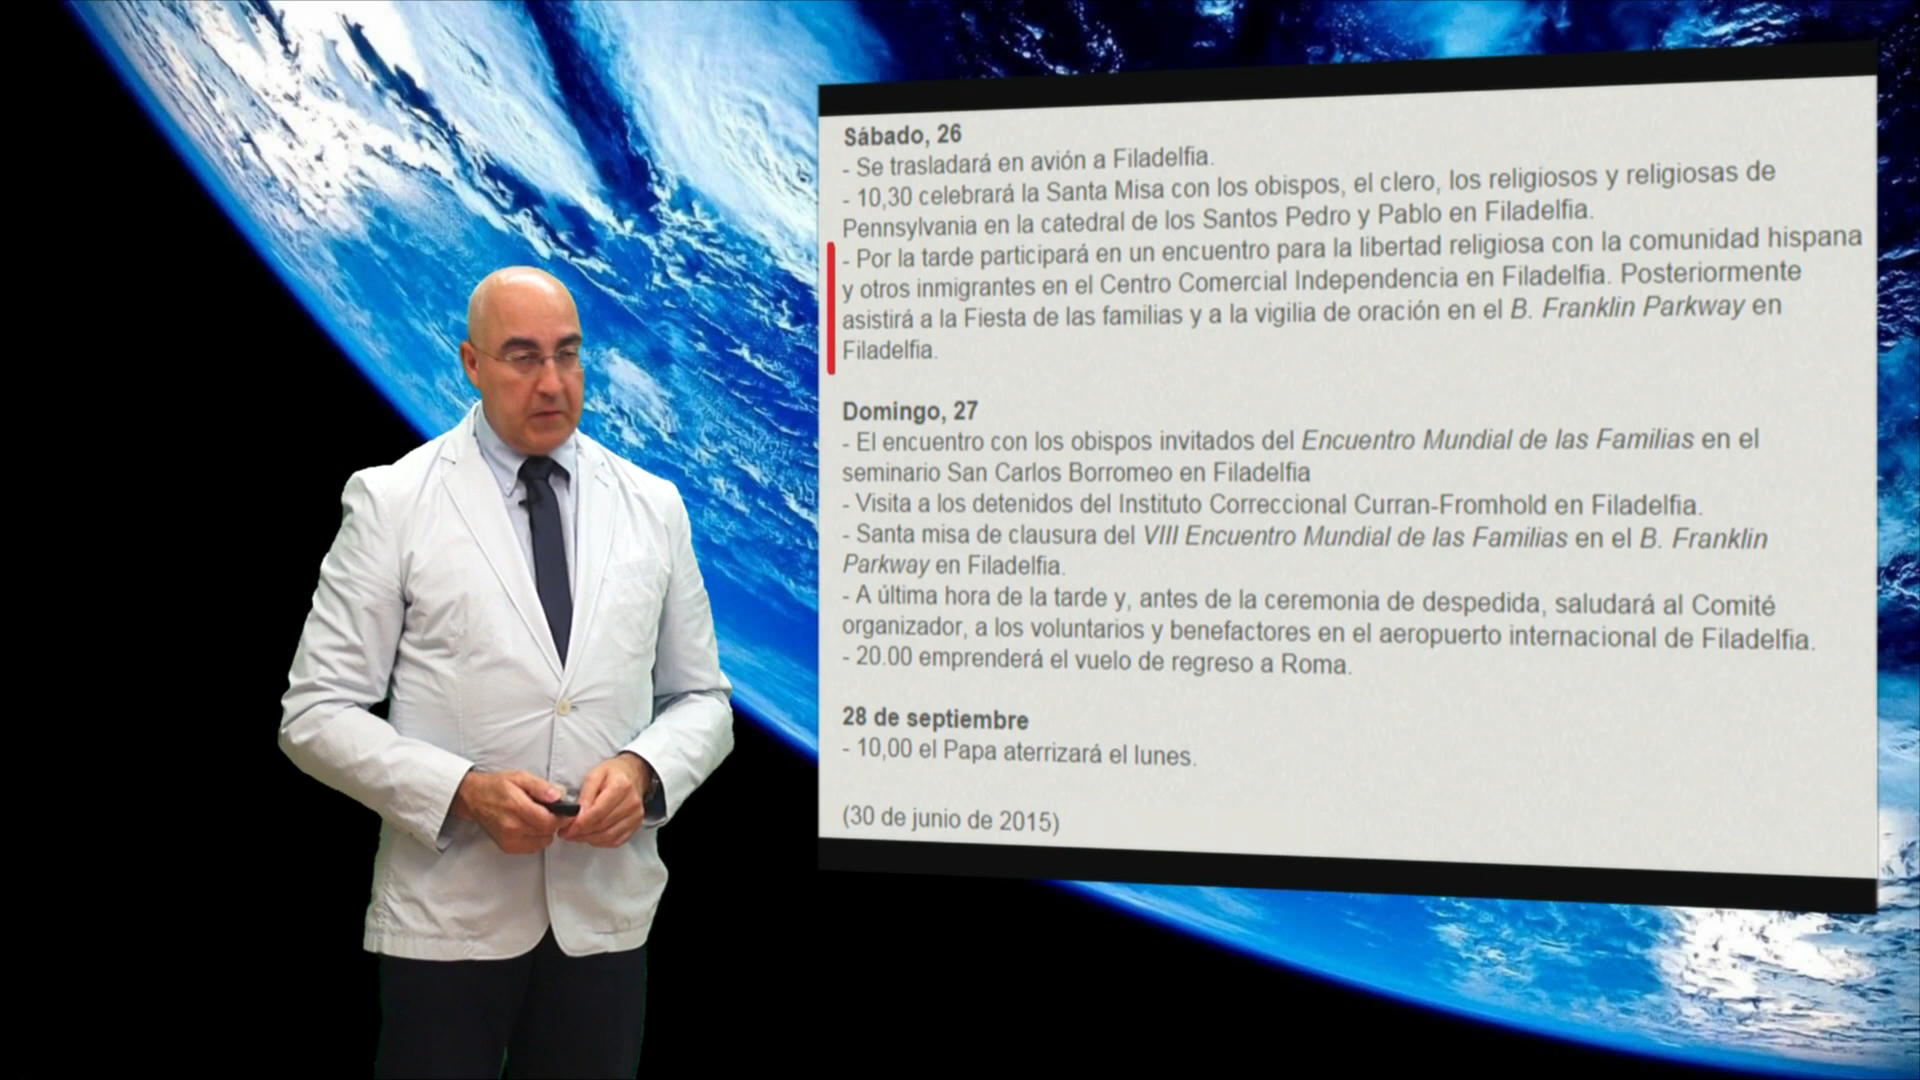 Sábado, 26
- Se trasladará en avión a Filadelfia.
- 10,30 celebrará la Santa Misa con los obispos, el clero, los religiosos y religiosas de
Pennsylvania en la catedral de los Santos Pedro y Pablo en Filadelfia.
- Por la tarde participará en un encuentro para la libertad religiosa con la comunidad hispana
y otros inmigrantes en el Centro Comercial Independencia en Filadelfia. Posteriormente
asistirá a la Fiesta de las familias y a la vigilia de oración en el B. Franklin Parkway en
Filadelfia.
Domingo, 27
- El encuentro con los obispos invitados del Encuentro Mundial de las Familias en el
seminario San Carlos Borromeo en Filadelfia
- Visita a los detenidos del Instituto Correccional Curran-Fromhold en Filadelfia.
- Santa misa de clausura del VIII Encuentro Mundial de las Familias en el B. Franklin
Parkway en Filadelfia.
- A última hora de la tarde y, antes de la ceremonia de despedida, saludará al Comité
organizador, a los voluntarios y benefactores en el aeropuerto internacional de Filadelfia.
- 20.00 emprenderá el vuelo de regreso a Roma.
28 de septiembre
- 10,00 el Papa aterrizará el lunes.
(30 de junio de 2015)